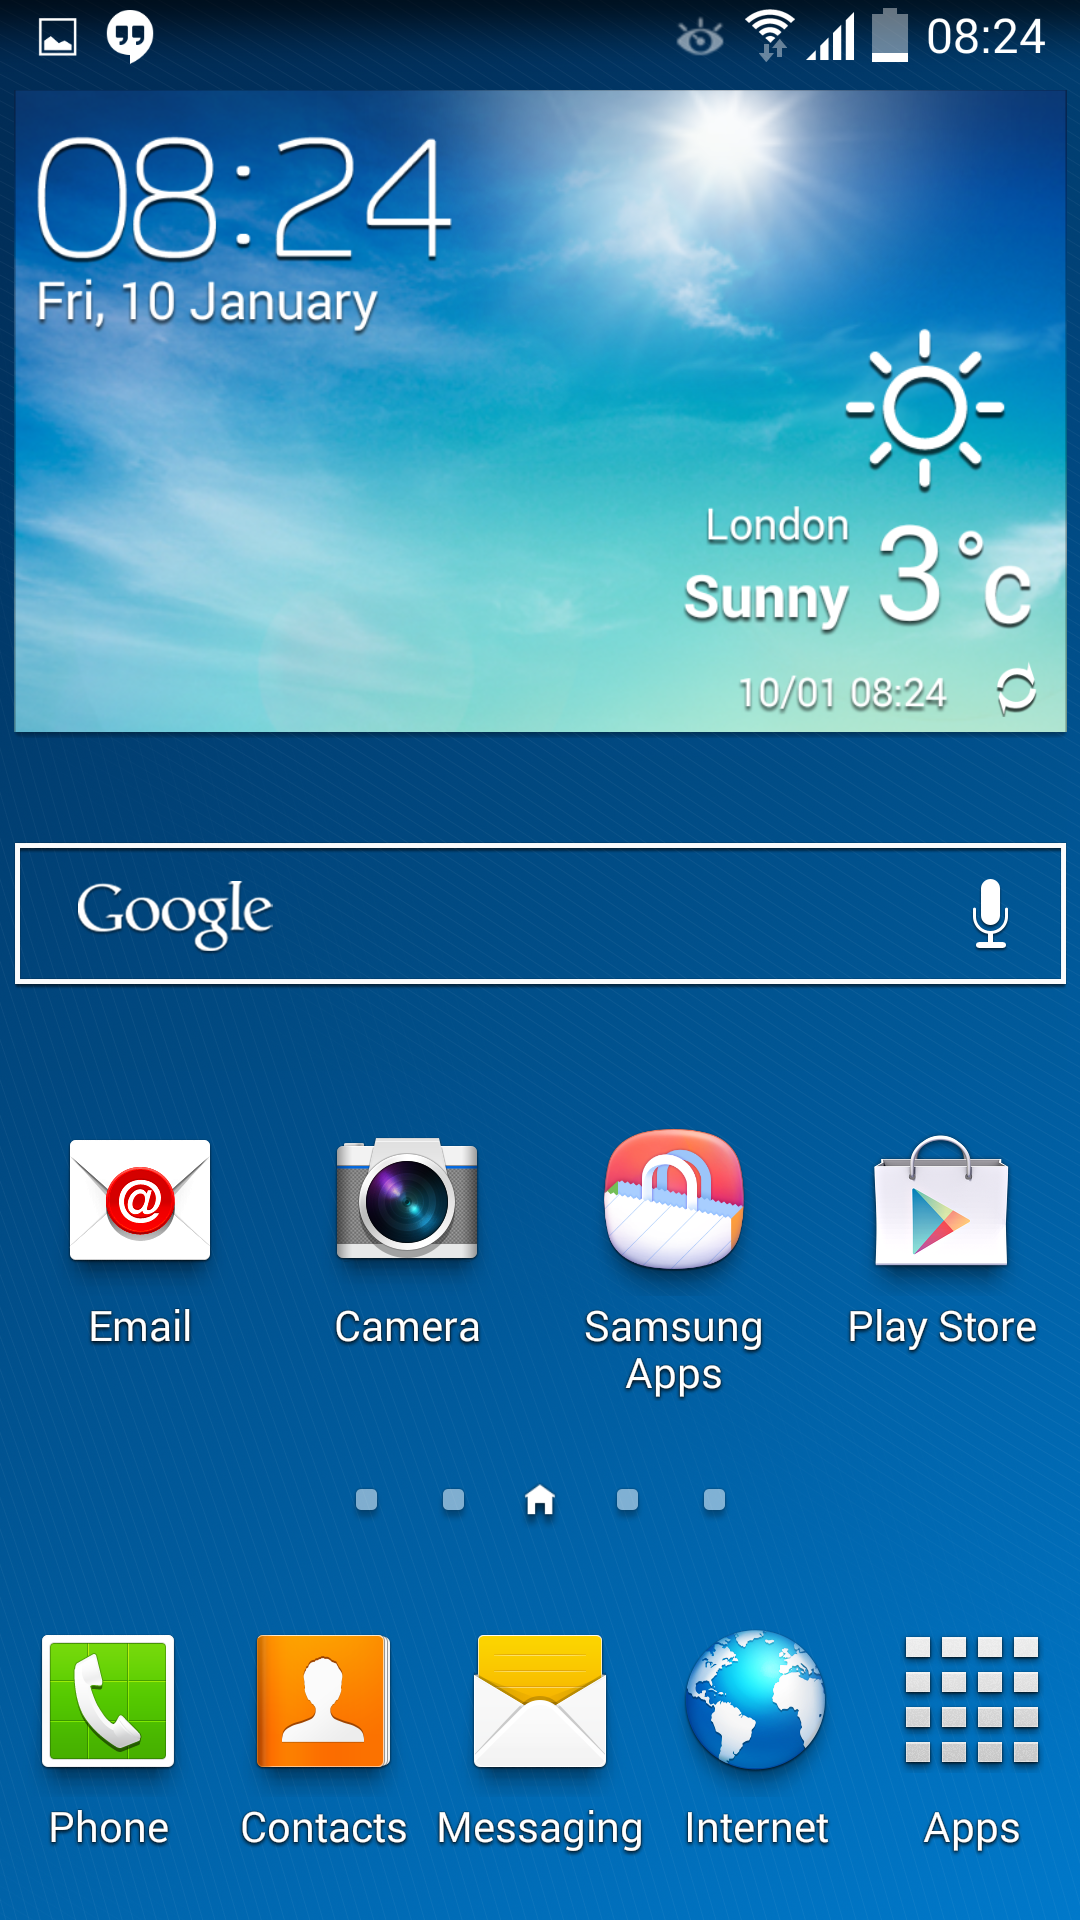 08:24
08:24
Fri, 10 January
London
Sunny 3°c
10/01 08:24
Google
@
Email Camera Samsung Apps Play Store
Phone Contacts Messaging Internet Apps